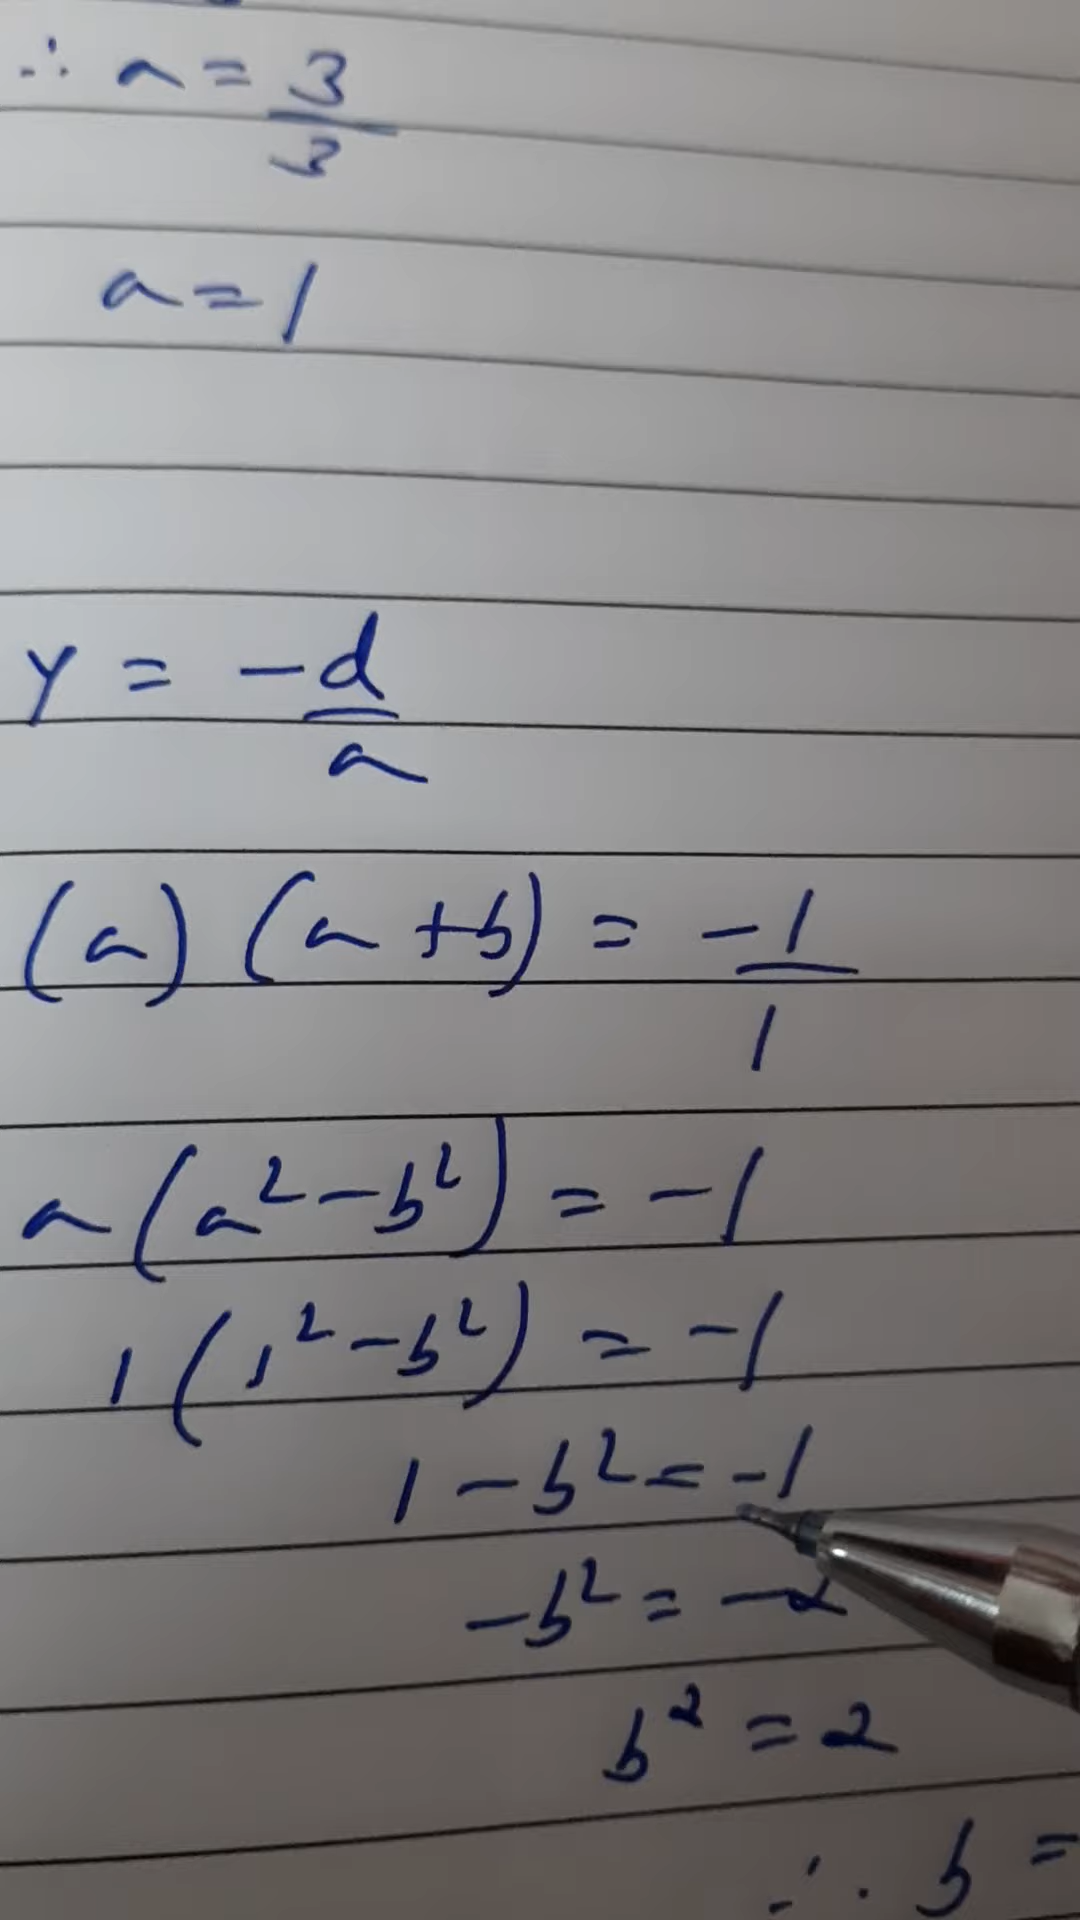 ∴ a = 3/3
a = 1
y = -d/a
(a) (a + b) = -1/1
a(a² - b²) = -1
1(1² - b²) = -1
1 - b² = -1
-b² = -2
b² = 2
∴ b =